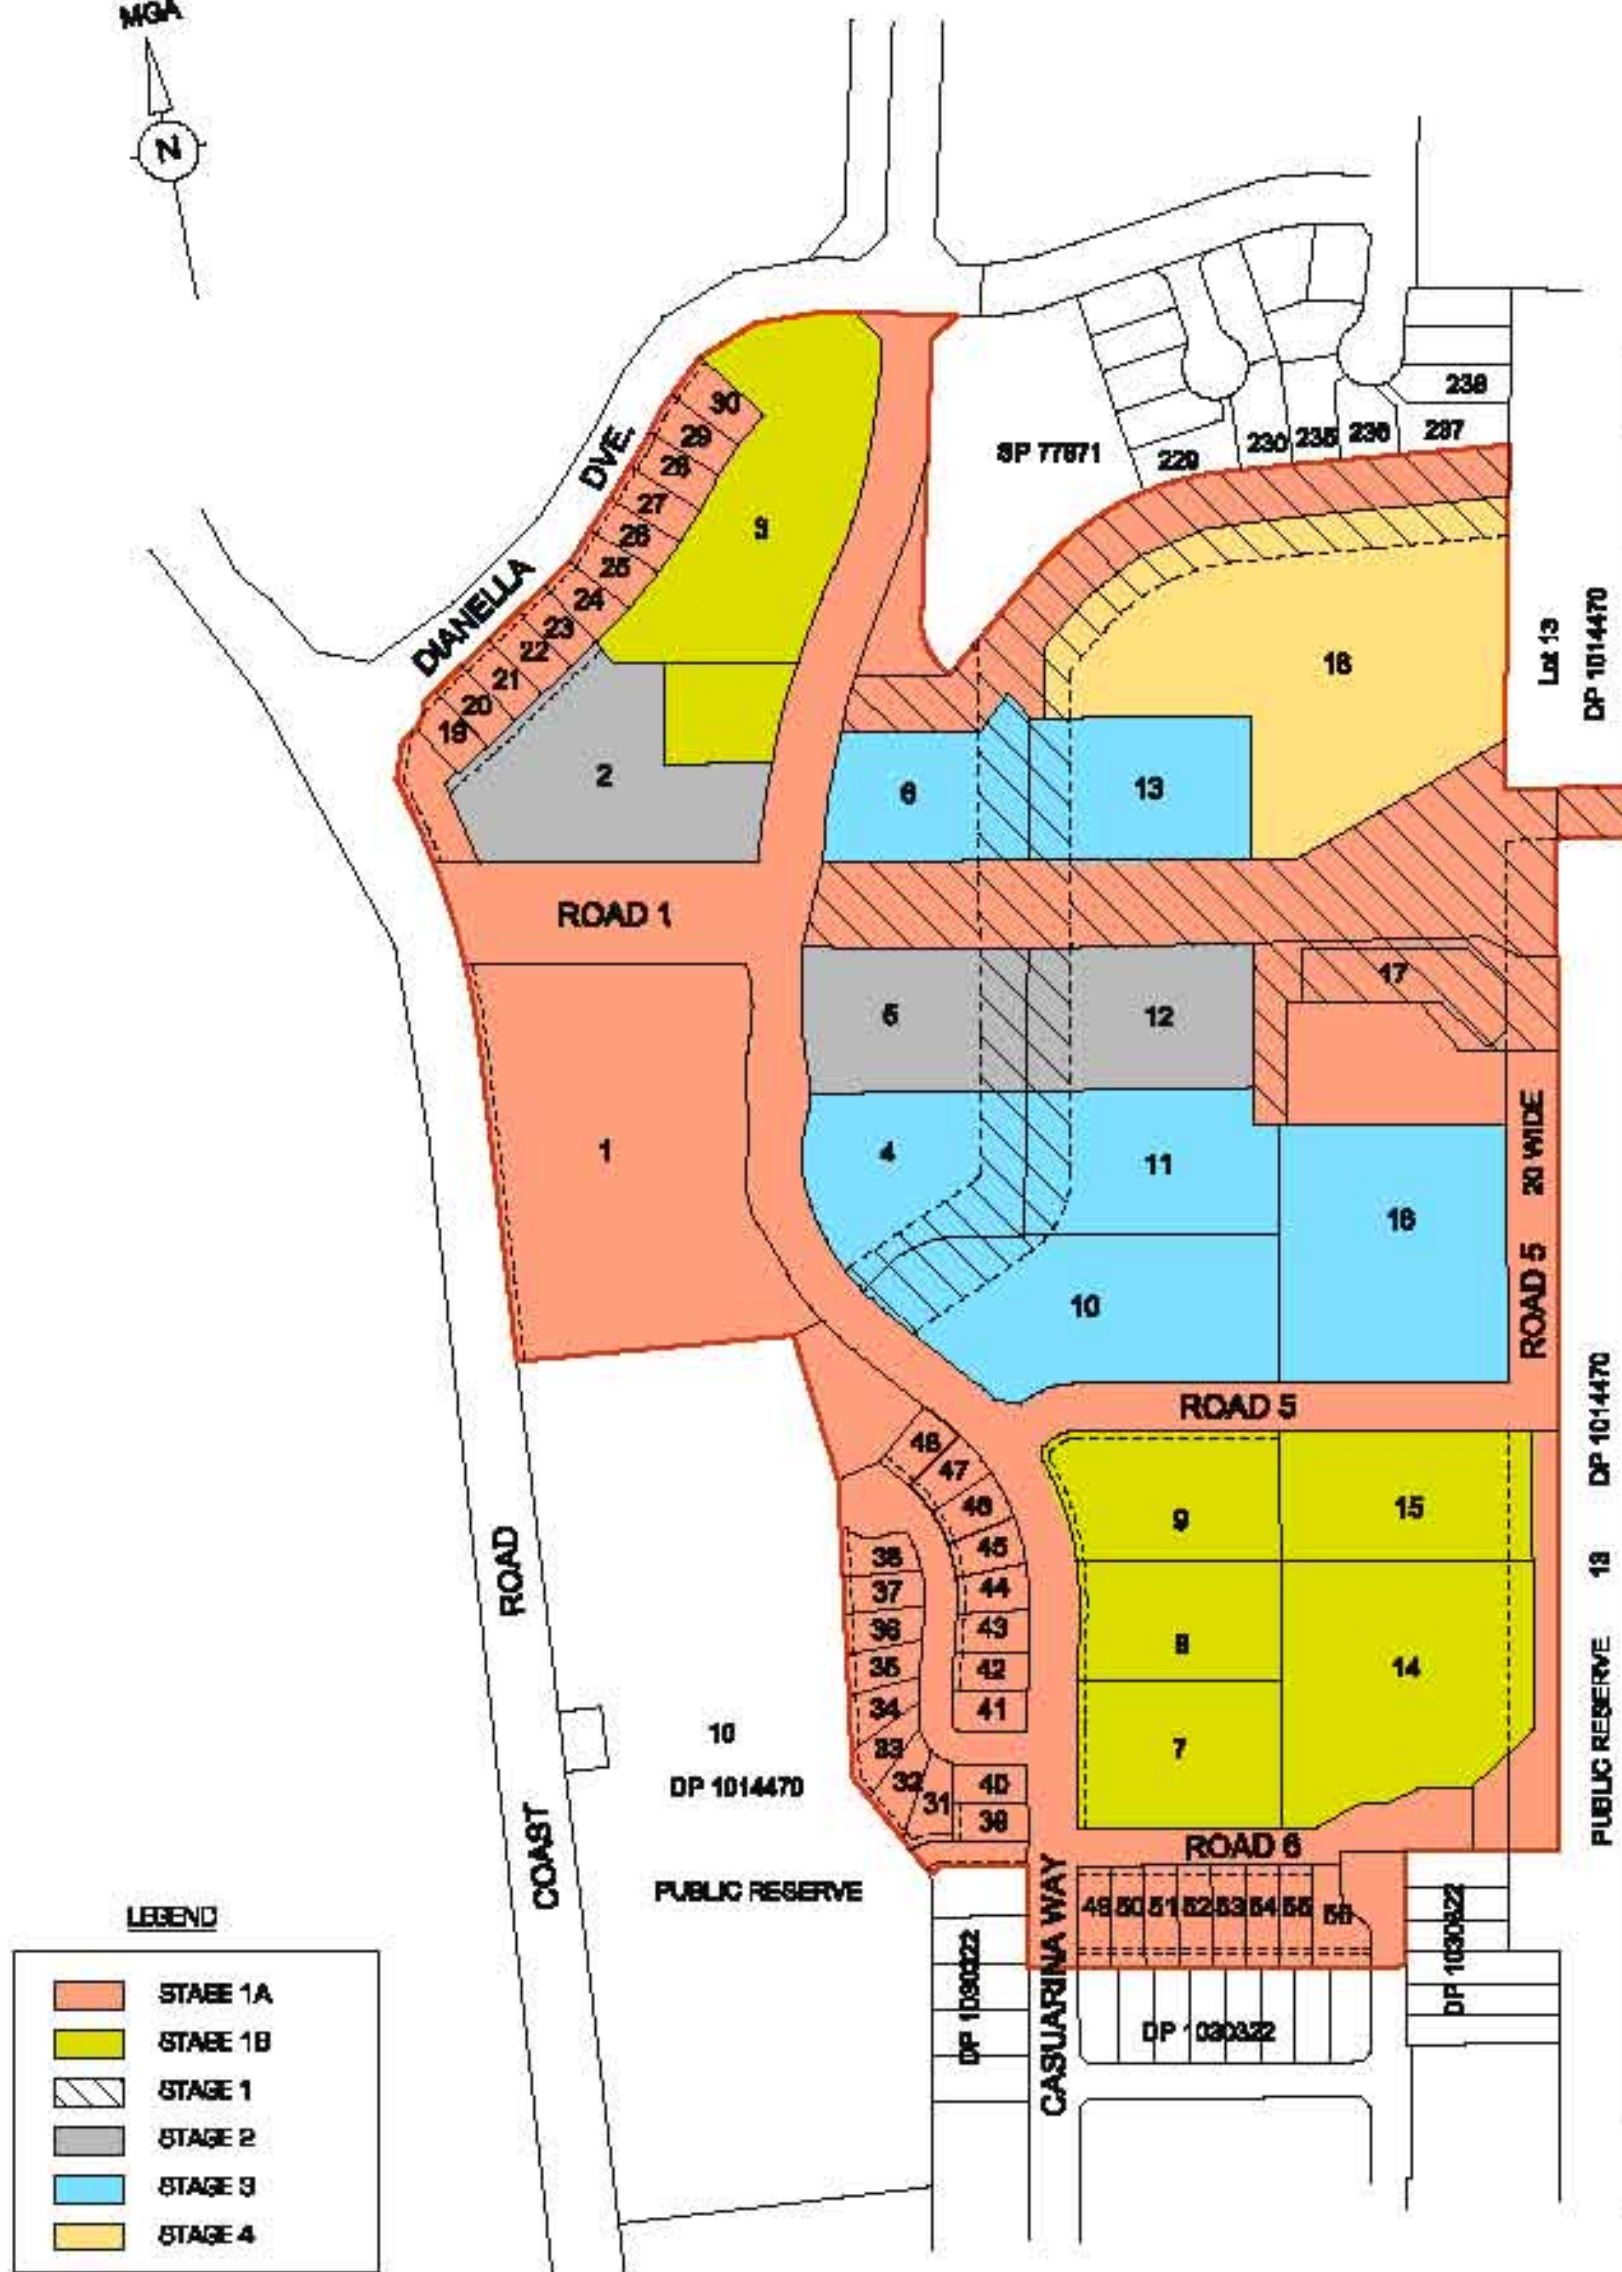 MGA
N
238
SP 77871
229
230
235
236
237
30
29
28
27
26
25
24
23
22
21
20
19
DIANELLA DVE.
3
18
Lot 13
DP 1014470
2
6
13
ROAD 1
17
5
12
1
4
11
16
10
ROAD 5 20 WIDE
ROAD 5
48
47
46
45
44
43
42
41
40
39
38
37
36
35
34
33
32
31
9
15
8
14
7
ROAD 6
PUBLIC RESERVE 13 DP 1014470
COAST ROAD
10
DP 1014470
PUBLIC RESERVE
49 50 51 52 53 54 55 56
CASUARINA WAY
DP 1030322
DP 1030322
DP 1030322
LEGEND
STAGE 1A
STAGE 1B
STAGE 1
STAGE 2
STAGE 3
STAGE 4